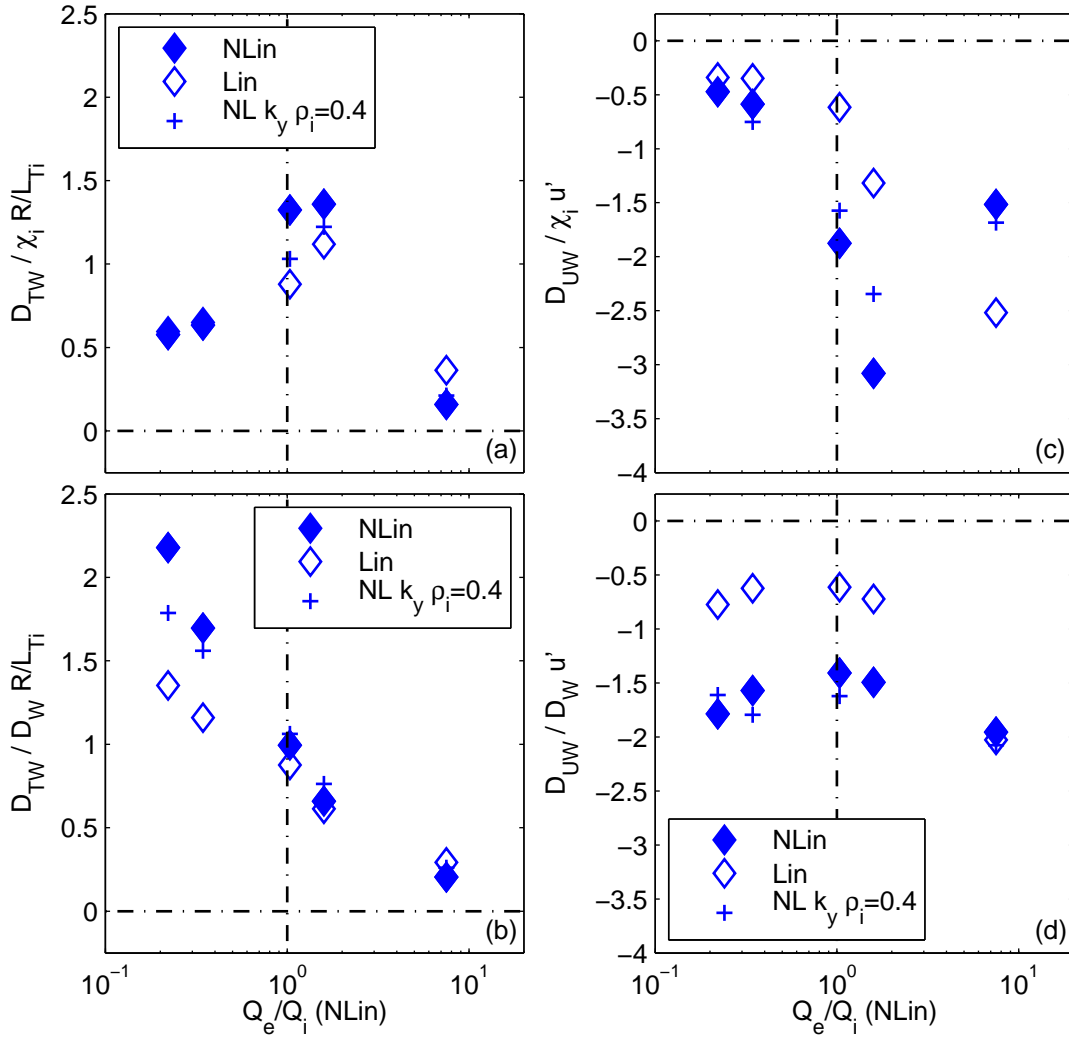 2.5
2
1.5
1
0.5
0
D_TW / χ_i R/L_Ti
NLin
Lin
NL k_y ρ_i=0.4
(a)
0
−0.5
−1
−1.5
−2
−2.5
−3
−3.5
−4
D_UW / χ_i u'
(c)
2.5
2
1.5
1
0.5
0
D_TW / D_W R/L_Ti
NLin
Lin
NL k_y ρ_i=0.4
(b)
10^−1 10^0 10^1
Q_e/Q_i (NLin)
0
−0.5
−1
−1.5
−2
−2.5
−3
−3.5
−4
D_UW / D_W u'
NLin
Lin
NL k_y ρ_i=0.4
(d)
10^−1 10^0 10^1
Q_e/Q_i (NLin)